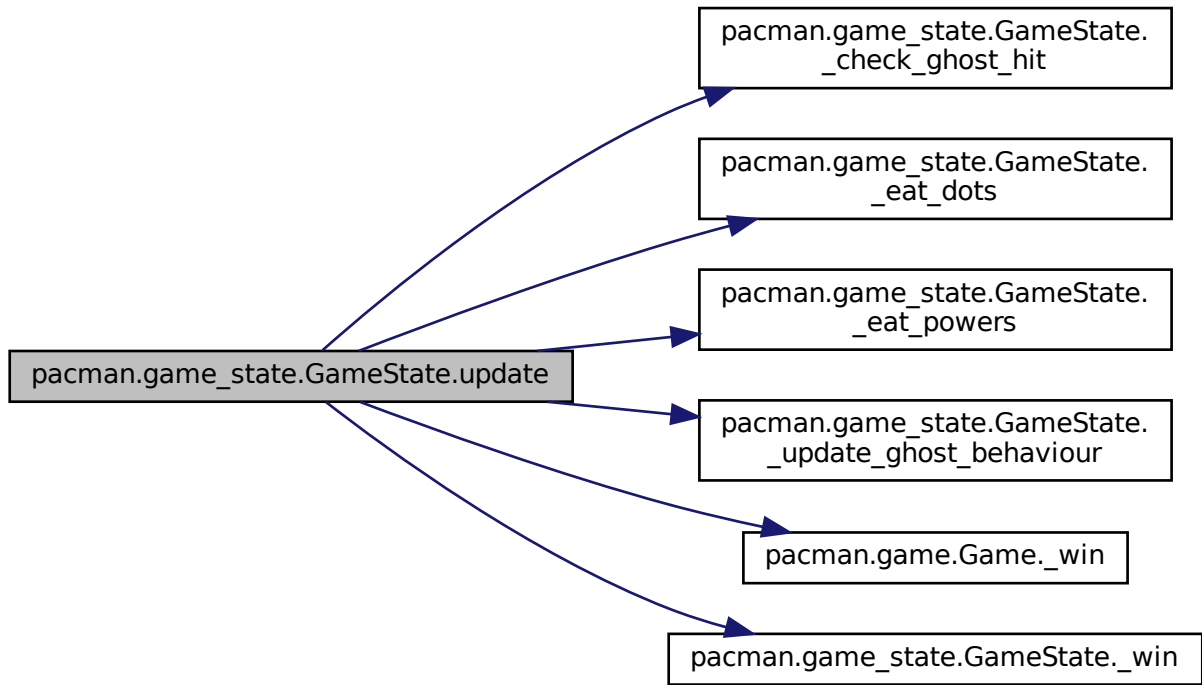 pacman.game_state.GameState.
_check_ghost_hit
pacman.game_state.GameState.
_eat_dots
pacman.game_state.GameState.
_eat_powers
pacman.game_state.GameState.update
pacman.game_state.GameState.
_update_ghost_behaviour
pacman.game.Game._win
pacman.game_state.GameState._win